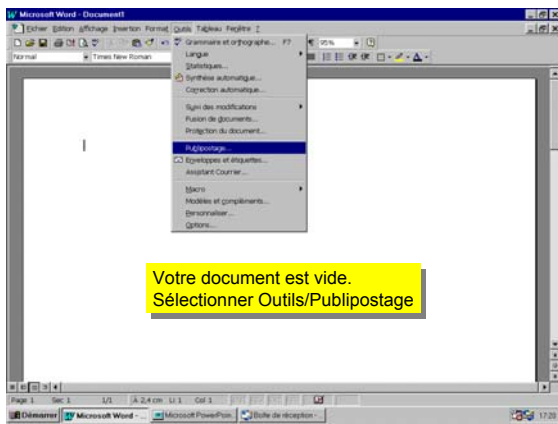 Microsoft Word - Document1
Fichier Edition Affichage Insertion Format Outils Tableau Fenêtre ?
95%
Normal Times New Roman
Grammaire et orthographe... F7
Langue
Statistiques...
Synthèse automatique...
Correction automatique...
Suivi des modifications
Fusion de documents...
Protection du document...
Publipostage...
Enveloppes et étiquettes...
Assistant Courrier...
Macro
Modèles et compléments...
Personnaliser...
Options...
Votre document est vide.
Sélectionner Outils/Publipostage
Page 1 Sec 1 1/1 À 2,4 cm Li 1 Col 1
Démarrer Microsoft Word - ... Microsoft PowerPoin... Boîte de réception - ... 17:20